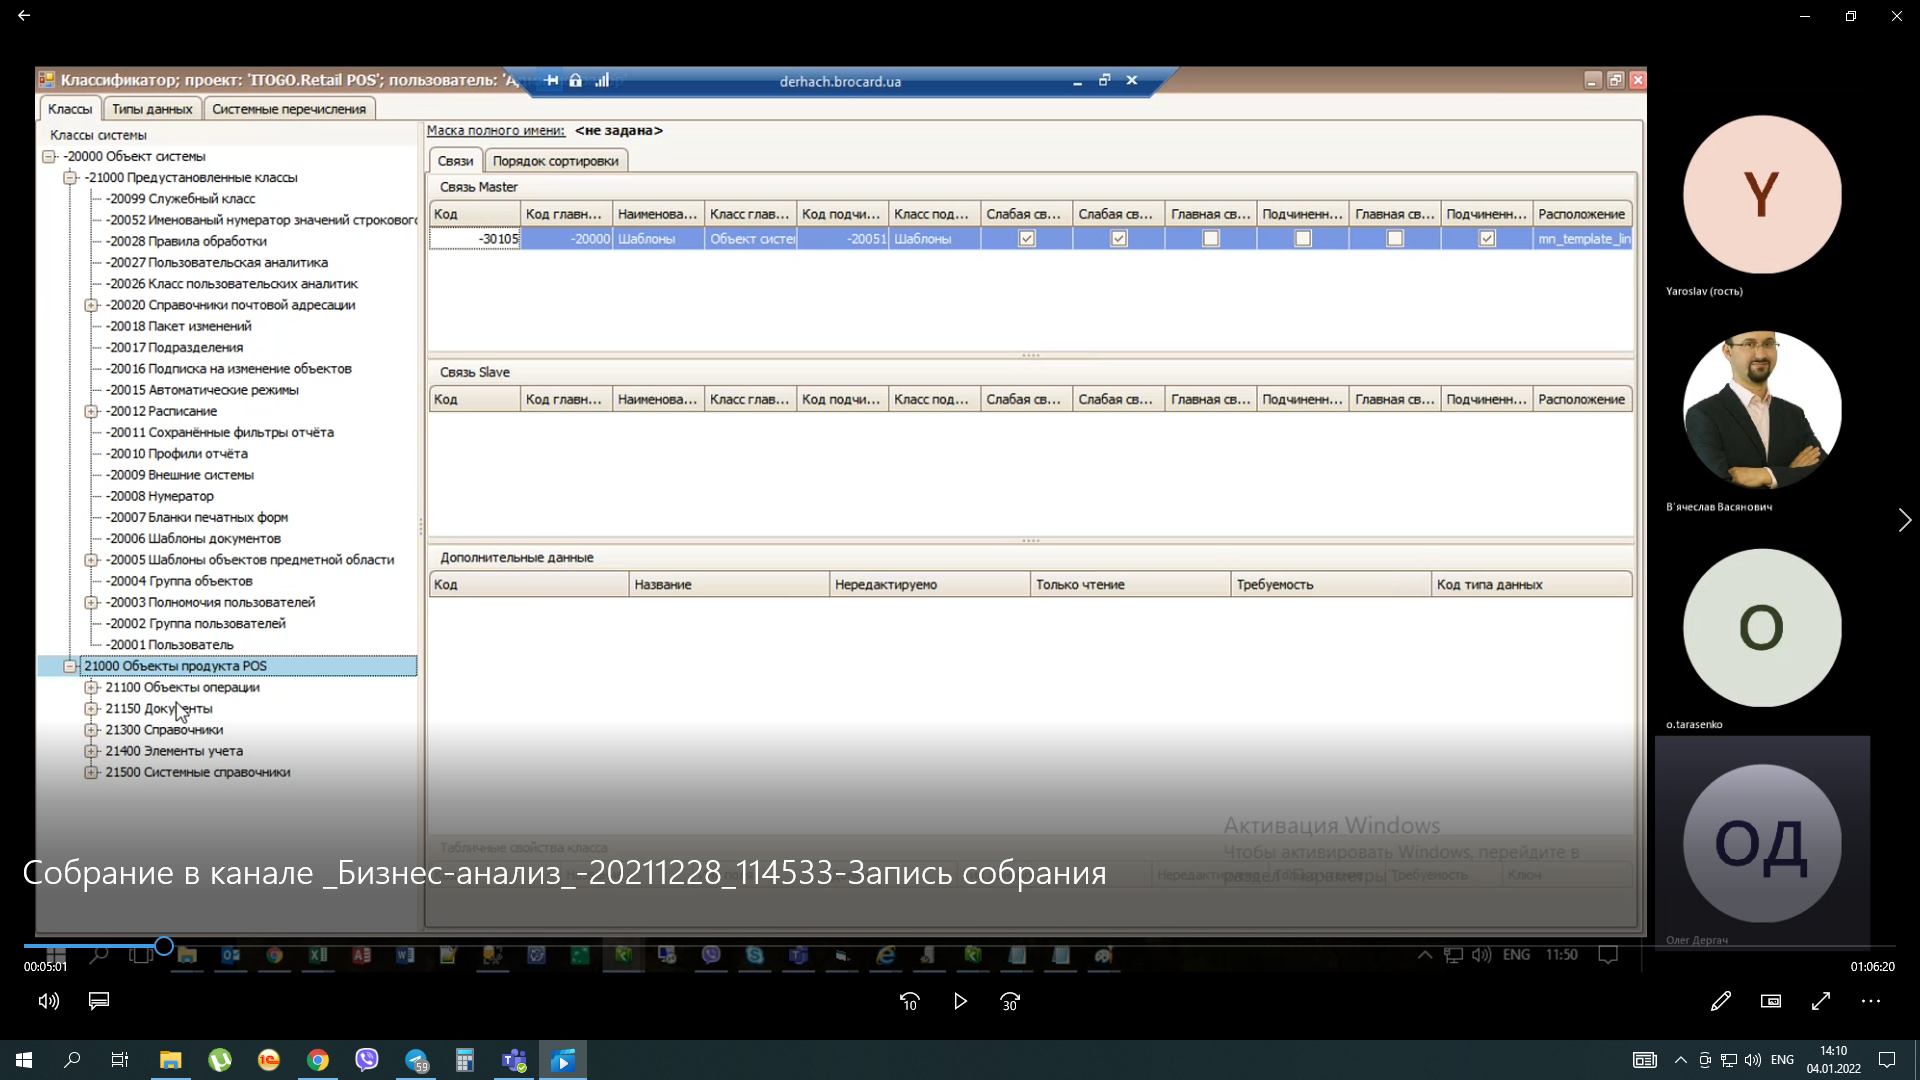 Классификатор; проект: 'ITOGO.Retail POS'; пользователь: 'А
derhach.brocard.ua
Классы Типы данных Системные перечисления
Классы системы
-20000 Объект системы
-21000 Предустановленные классы
-20099 Служебный класс
-20052 Именованый нумератор значений строкового
-20028 Правила обработки
-20027 Пользовательская аналитика
-20026 Класс пользовательских аналитик
-20020 Справочники почтовой адресации
-20018 Пакет изменений
-20017 Подразделения
-20016 Подписка на изменение объектов
-20015 Автоматические режимы
-20012 Расписание
-20011 Сохранённые фильтры отчёта
-20010 Профили отчёта
-20009 Внешние системы
-20008 Нумератор
-20007 Бланки печатных форм
-20006 Шаблоны документов
-20005 Шаблоны объектов предметной области
-20004 Группа объектов
-20003 Полномочия пользователей
-20002 Группа пользователей
-20001 Пользователь
21000 Объекты продукта POS
21100 Объекты операции
21150 Документы
21300 Справочники
21400 Элементы учета
21500 Системные справочники
Маска полного имени: <не задана>
Связи Порядок сортировки
Связь Master
Код Код главн... Наименова... Класс глав... Код подчи... Класс под... Слабая св... Слабая св... Главная св... Подчиненн... Главная св... Подчиненн... Расположение
-30105 -20000 Шаблоны Объект систе -20051 Шаблоны mn_template_lin
Связь Slave
Код Код главн... Наименова... Класс глав... Код подчи... Класс под... Слабая св... Слабая св... Главная св... Подчиненн... Главная св... Подчиненн... Расположение
Дополнительные данные
Код Название Нередактируемо Только чтение Требуемость Код типа данных
Активация Windows
Чтобы активировать Windows, перейдите в
раздел "Параметры".
Табличные свойства класса
Нередактируемо Требуемость Ключ
Y
Yaroslav (гость)
В'ячеслав Васянович
O
o.tarasenko
ОД
Олег Дергач
Собрание в канале _Бизнес-анализ_-20211228_114533-Запись собрания
ENG 11:50
00:05:01
01:06:20
10
30
59
ENG
14:10
04.01.2022